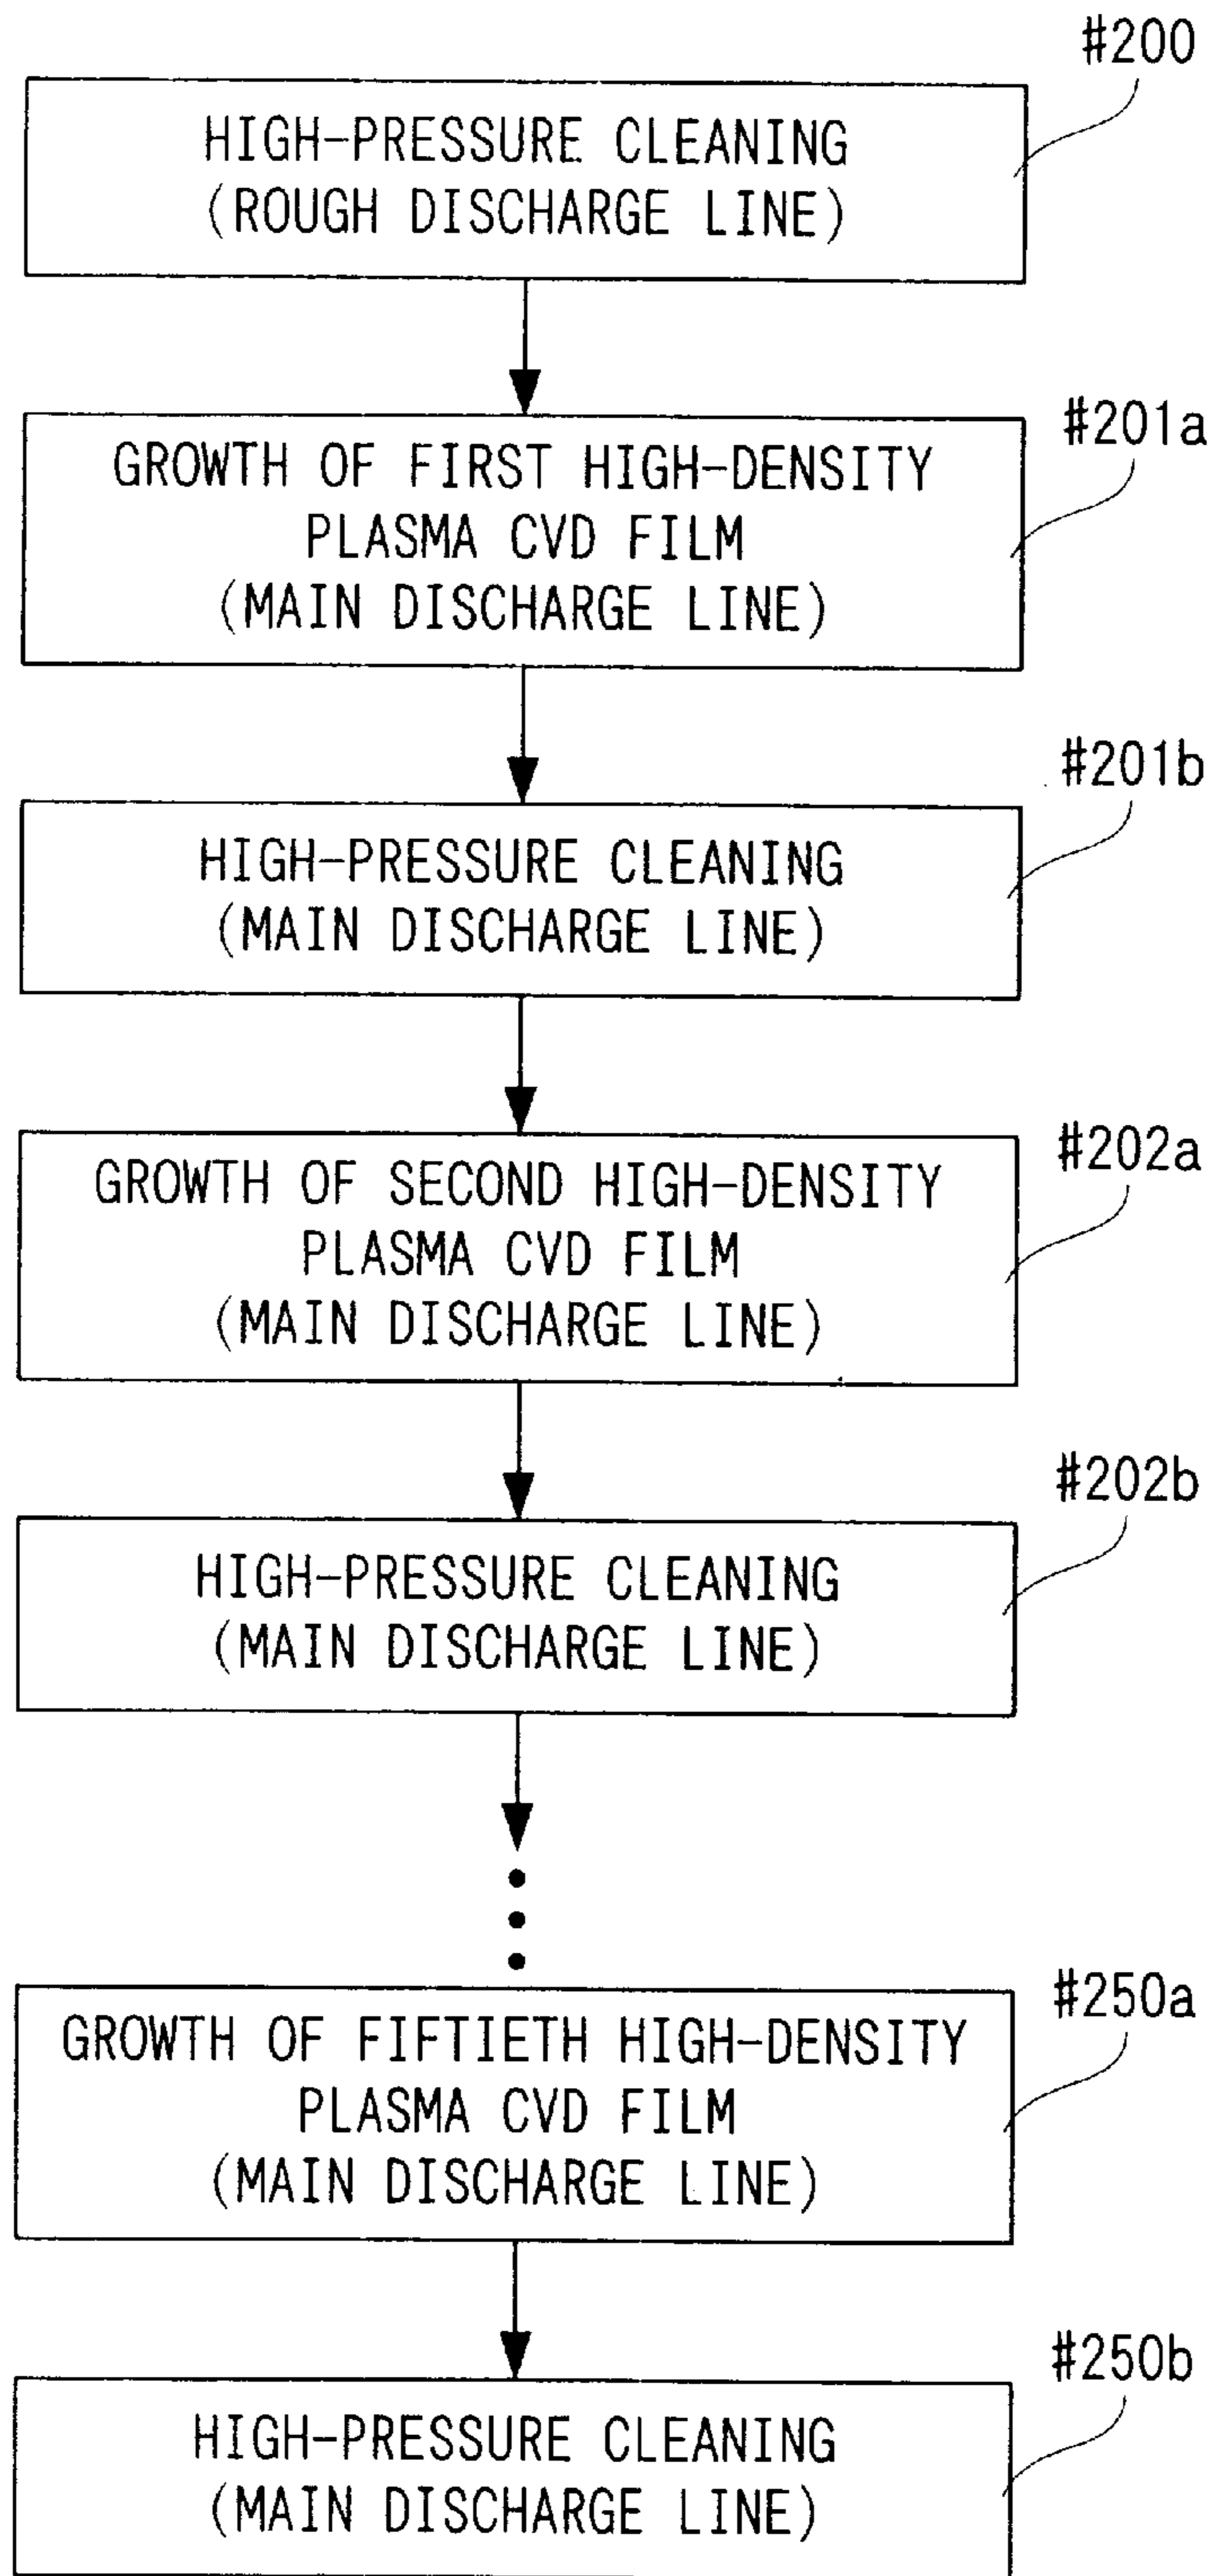 #200
HIGH-PRESSURE CLEANING
(ROUGH DISCHARGE LINE)
#201a
GROWTH OF FIRST HIGH-DENSITY
PLASMA CVD FILM
(MAIN DISCHARGE LINE)
#201b
HIGH-PRESSURE CLEANING
(MAIN DISCHARGE LINE)
#202a
GROWTH OF SECOND HIGH-DENSITY
PLASMA CVD FILM
(MAIN DISCHARGE LINE)
#202b
HIGH-PRESSURE CLEANING
(MAIN DISCHARGE LINE)
#250a
GROWTH OF FIFTIETH HIGH-DENSITY
PLASMA CVD FILM
(MAIN DISCHARGE LINE)
#250b
HIGH-PRESSURE CLEANING
(MAIN DISCHARGE LINE)